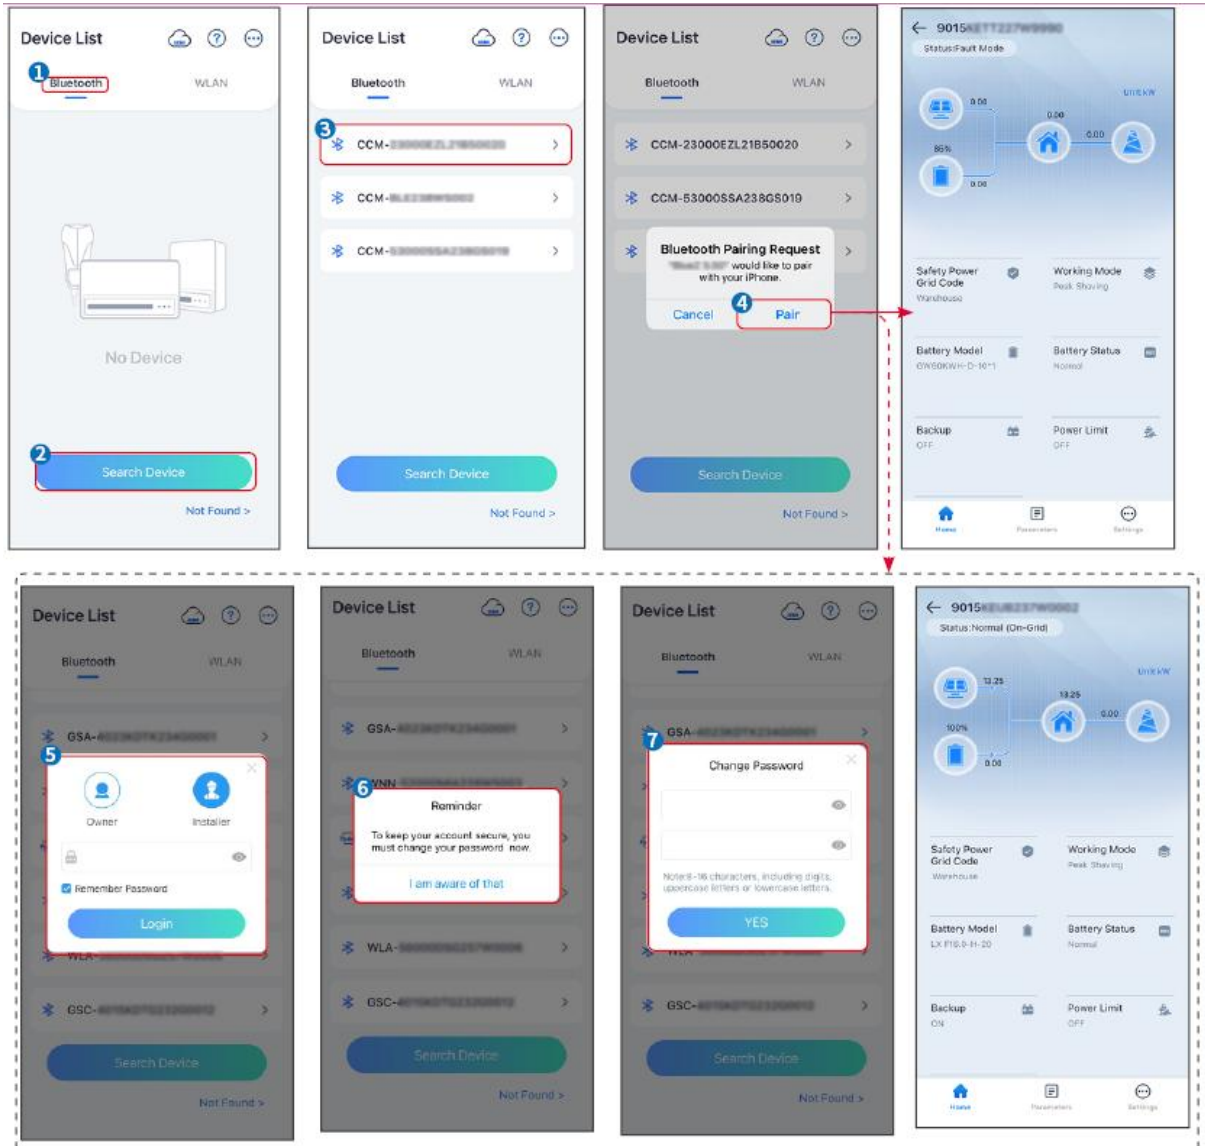 Device List
1
Bluetooth
WLAN
No Device
2
Search Device
Not Found >
Device List
Bluetooth
WLAN
3
CCM-
CCM-
CCM-
Search Device
Not Found >
Device List
Bluetooth
WLAN
CCM-23000EZL21B50020
CCM-53000SSA238GS019
Bluetooth Pairing Request
would like to pair
with your iPhone.
Cancel
4
Pair
Search Device
Not Found >
9015
Status:Fault Mode
Unit:kW
0.00
0.00
0.00
86%
0.00
Safety Power
Grid Code
Warehouse
Working Mode
Peak Shaving
Battery Model
Battery Status
Normal
Backup
OFF
Power Limit
OFF
Home
Parameters
Settings
Device List
Bluetooth
WLAN
GSA-
5
Owner
Installer
Remember Password
Login
WLA-
GSC-
Search Device
Not Found >
Device List
Bluetooth
WLAN
GSA-
WNN-
6
Reminder
To keep your account secure, you
must change your password now.
I am aware of that
WLA-
GSC-
Search Device
Not Found >
Device List
Bluetooth
WLAN
GSA-
7
Change Password
Note:8-16 characters, including digits,
uppercase letters or lowercase letters.
YES
WLA-
GSC-
Search Device
Not Found >
9015
Status:Normal (On-Grid)
Unit:kW
13.25
13.25
0.00
100%
0.00
Safety Power
Grid Code
Warehouse
Working Mode
Peak Shaving
Battery Model
LX F16.0-H-20
Battery Status
Normal
Backup
ON
Power Limit
OFF
Home
Parameters
Settings